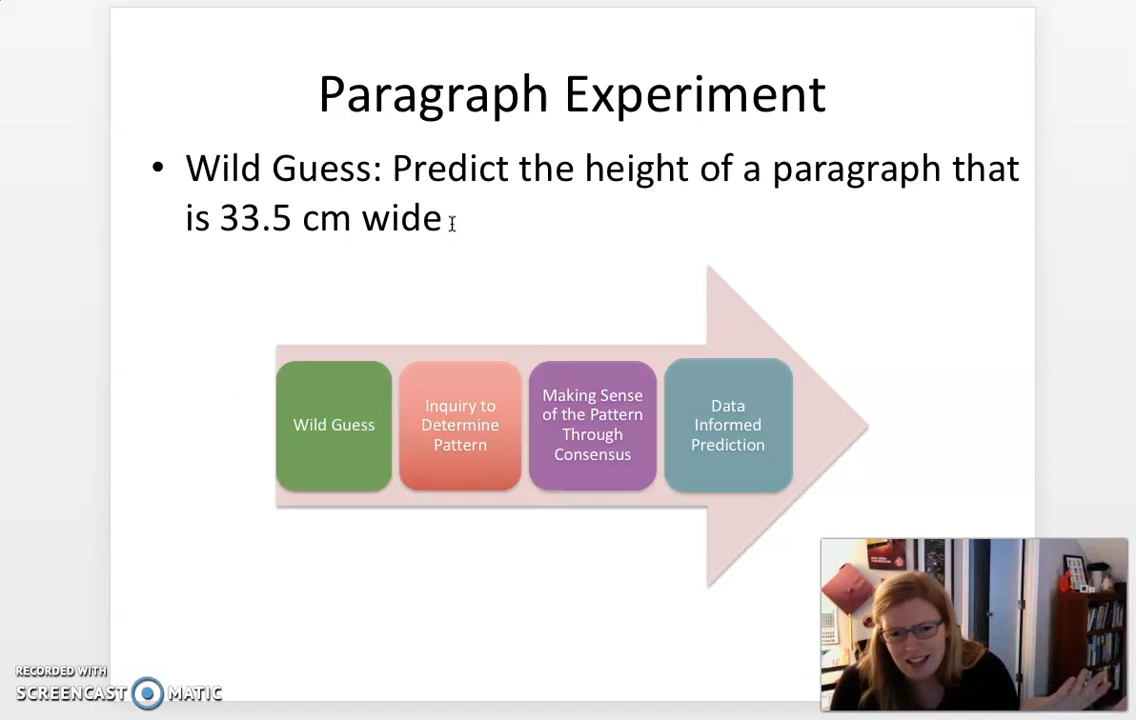 Paragraph Experiment
• Wild Guess: Predict the height of a paragraph that
is 33.5 cm wide
Wild Guess
Inquiry to
Determine
Pattern
Making Sense
of the Pattern
Through
Consensus
Data
Informed
Prediction
RECORDED WITH
SCREENCAST MATIC